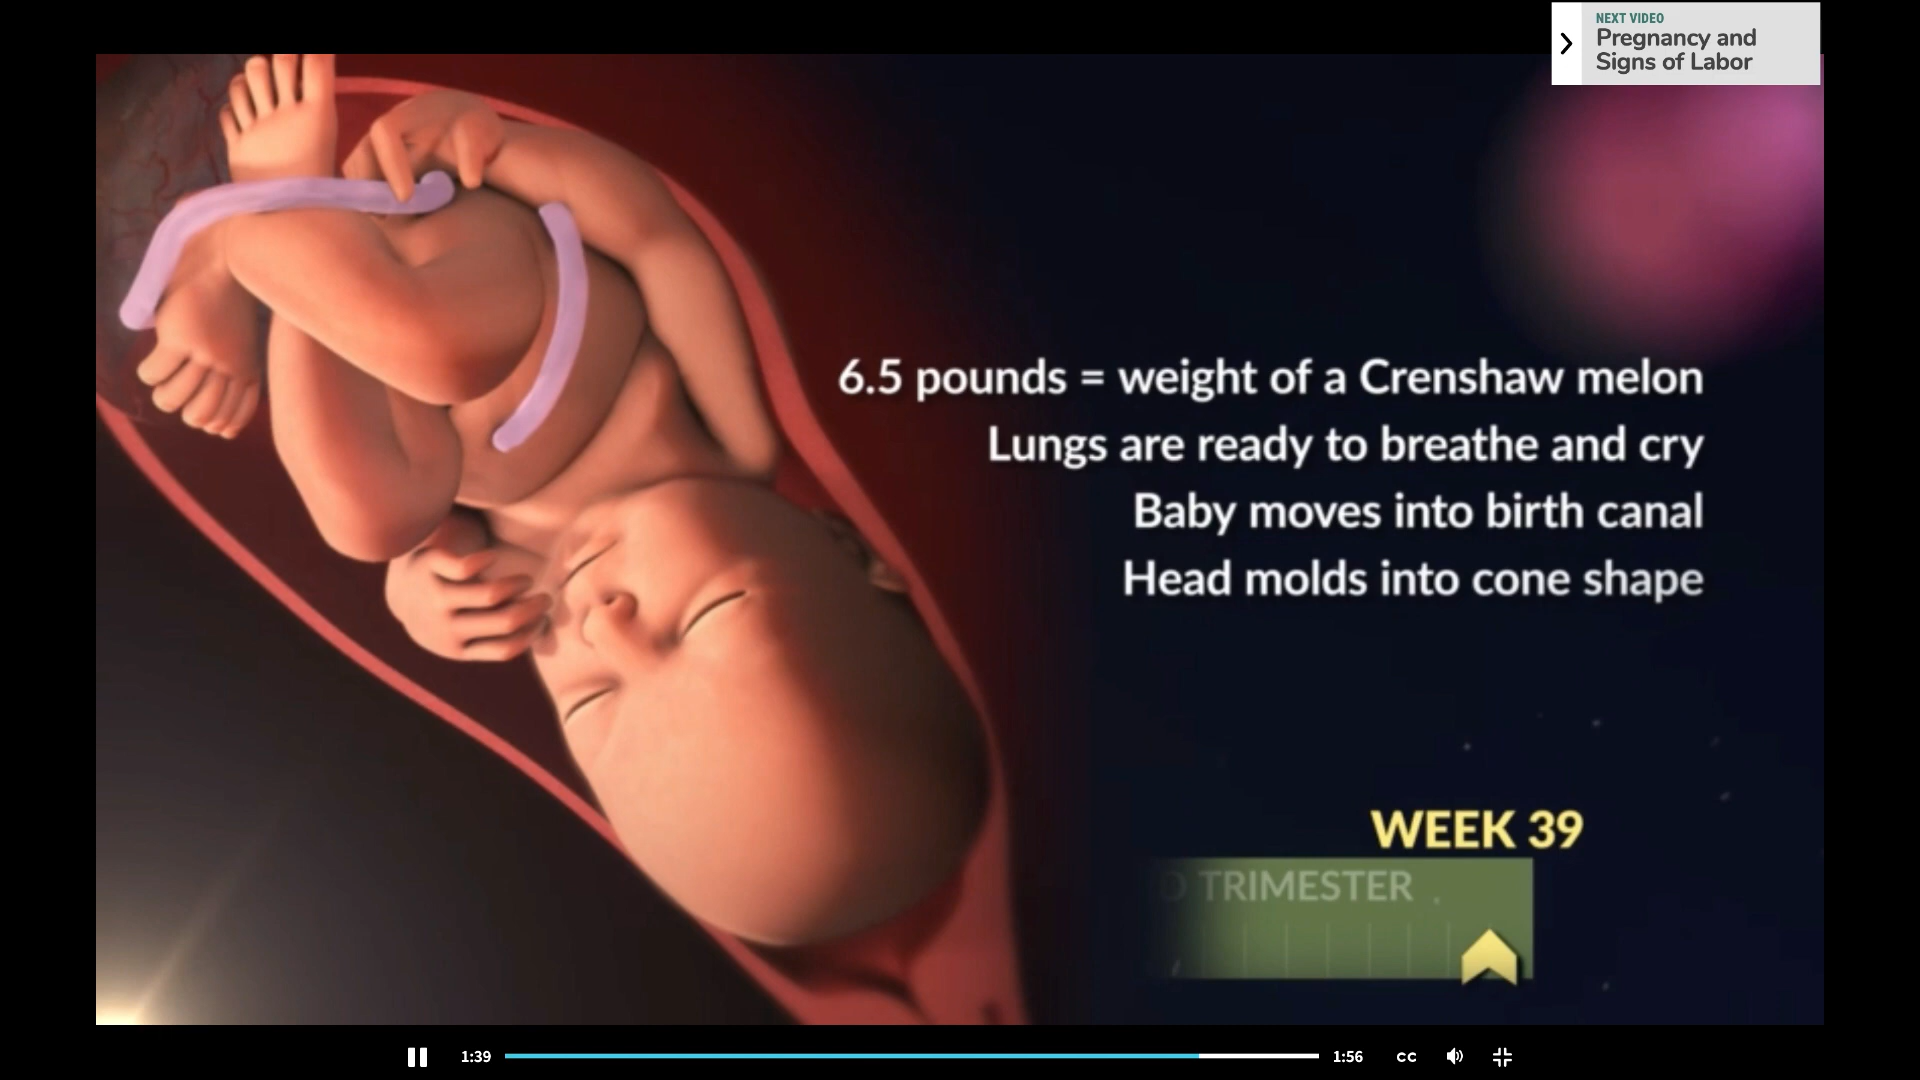 NEXT VIDEO
Pregnancy and
Signs of Labor
6.5 pounds = weight of a Crenshaw melon
Lungs are ready to breathe and cry
Baby moves into birth canal
Head molds into cone shape
WEEK 39
TRIMESTER
1:39
1:56
CC